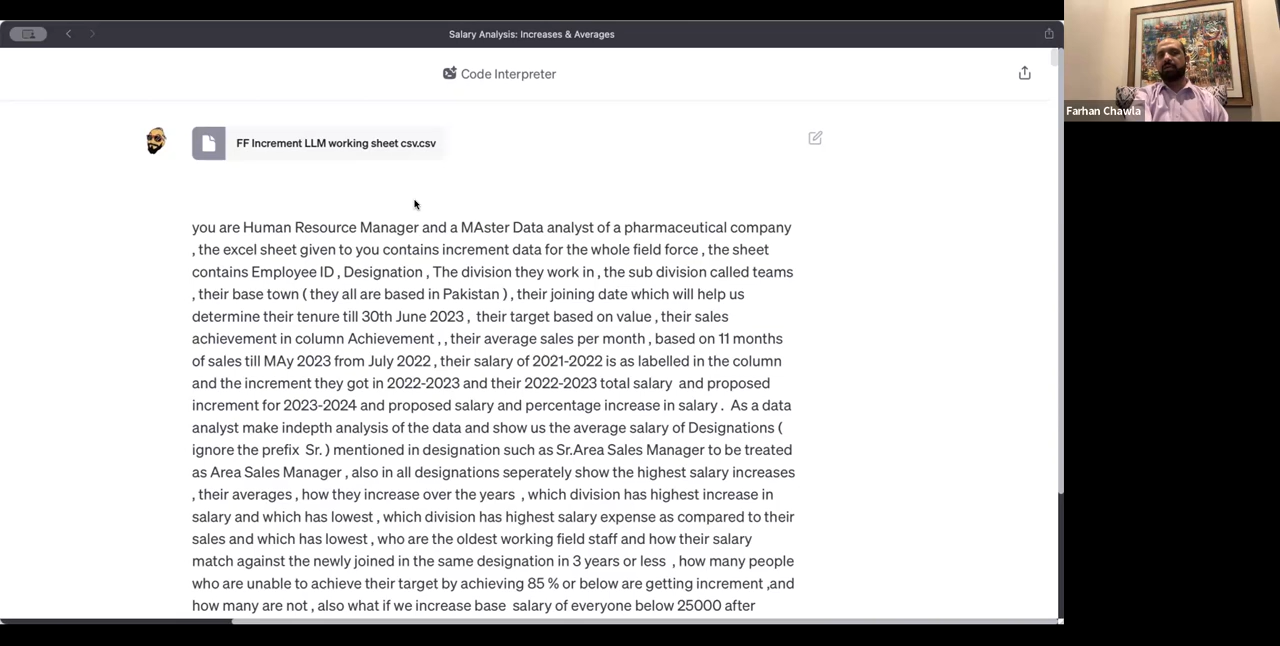 Salary Analysis: Increases & Averages
Code Interpreter
Farhan Chawla
FF Increment LLM working sheet csv.csv
you are Human Resource Manager and a MAster Data analyst of a pharmaceutical company
, the excel sheet given to you contains increment data for the whole field force , the sheet
contains Employee ID , Designation , The division they work in , the sub division called teams
, their base town ( they all are based in Pakistan ) , their joining date which will help us
determine their tenure till 30th June 2023 ,  their target based on value , their sales
achievement in column Achievement , , their average sales per month , based on 11 months
of sales till MAy 2023 from July 2022 , their salary of 2021-2022 is as labelled in the column
and the increment they got in 2022-2023 and their 2022-2023 total salary  and proposed
increment for 2023-2024 and proposed salary and percentage increase in salary .  As a data
analyst make indepth analysis of the data and show us the average salary of Designations (
ignore the prefix  Sr. ) mentioned in designation such as Sr.Area Sales Manager to be treated
as Area Sales Manager , also in all designations seperately show the highest salary increases
, their averages , how they increase over the years  , which division has highest increase in
salary and which has lowest , which division has highest salary expense as compared to their
sales and which has lowest , who are the oldest working field staff and how their salary
match against the newly joined in the same designation in 3 years or less  , how many people
who are unable to achieve their target by achieving 85 % or below are getting increment ,and
how many are not , also what if we increase base  salary of everyone below 25000 after